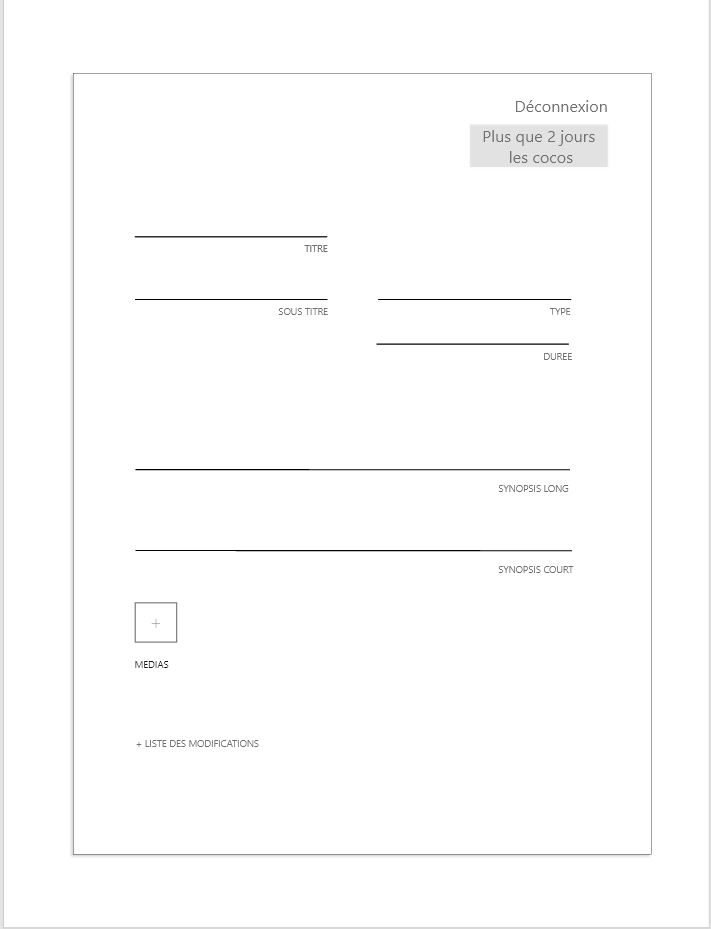 Déconnexion
Plus que 2 jours
les cocos
TITRE
SOUS TITRE
TYPE
DUREE
SYNOPSIS LONG
SYNOPSIS COURT
+
MEDIAS
+ LISTE DES MODIFICATIONS